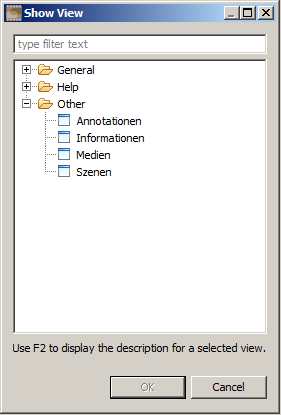 Show View
type filter text
General
Help
Other
Annotationen
Informationen
Medien
Szenen
Use F2 to display the description for a selected view.
OK
Cancel